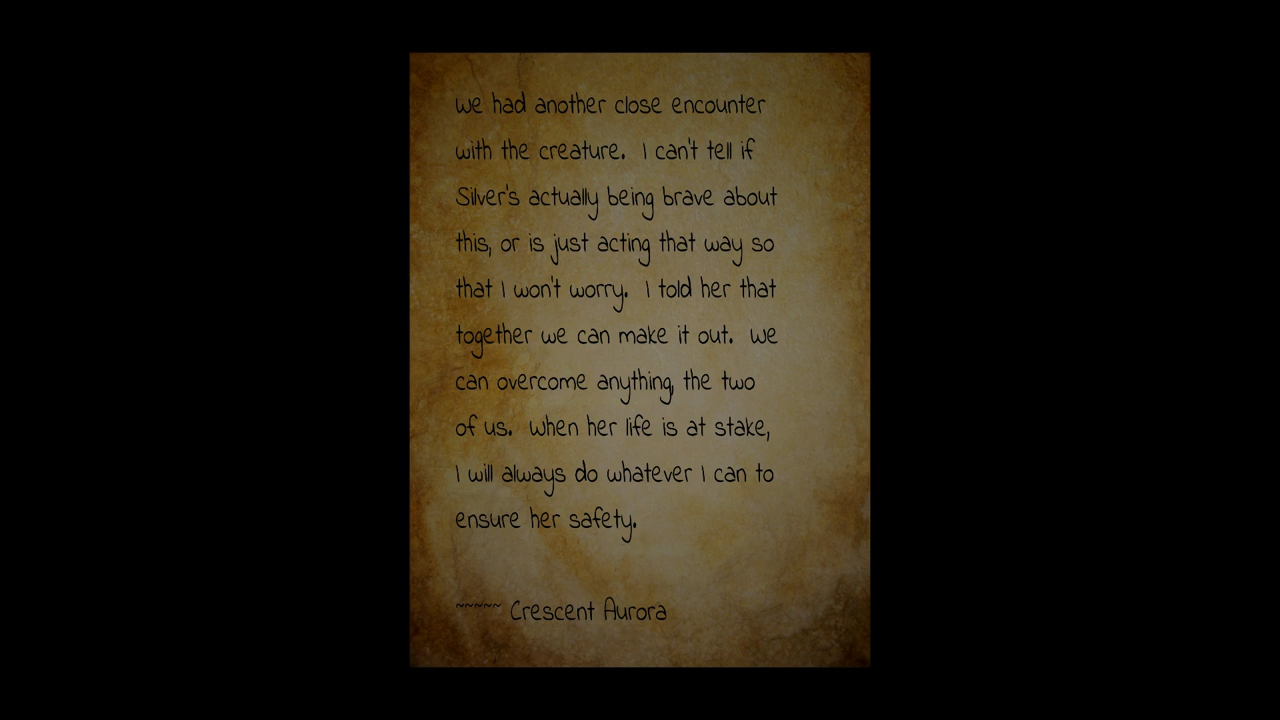 We had another close encounter
with the creature.  I can't tell if
Silver's actually being brave about
this, or is just acting that way so
that I won't worry.  I told her that
together we can make it out.  We
can overcome anything, the two
of us.  When her life is at stake,
I will always do whatever I can to
ensure her safety.
~~~~~ Crescent Aurora